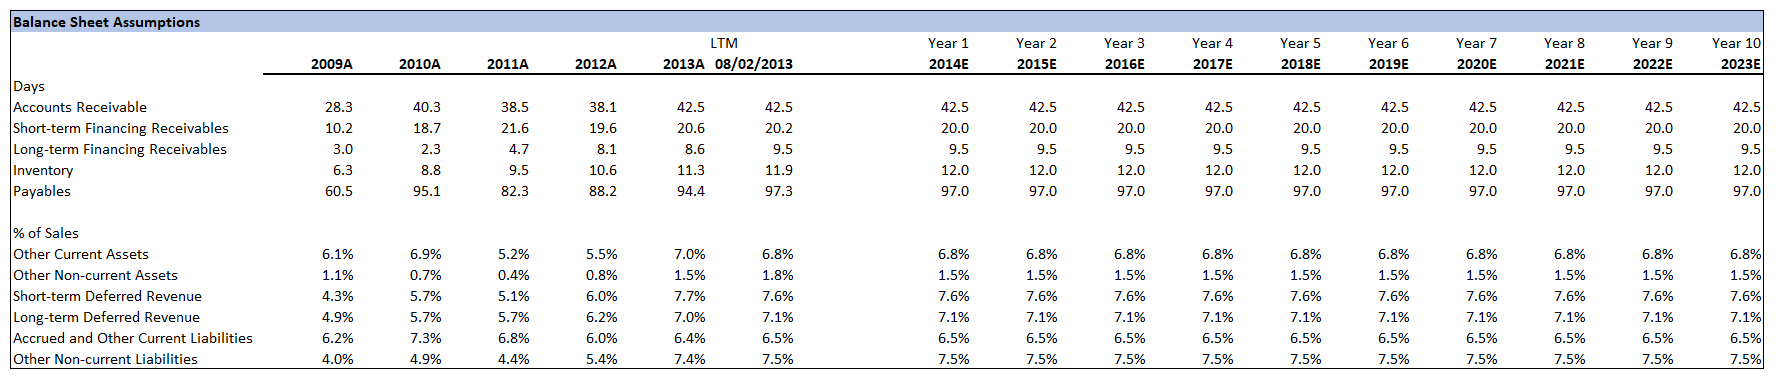 Balance Sheet Assumptions
LTM Year 1 Year 2 Year 3 Year 4 Year 5 Year 6 Year 7 Year 8 Year 9 Year 10
2009A 2010A 2011A 2012A 2013A 08/02/2013 2014E 2015E 2016E 2017E 2018E 2019E 2020E 2021E 2022E 2023E
Days
Accounts Receivable 28.3 40.3 38.5 38.1 42.5 42.5 42.5 42.5 42.5 42.5 42.5 42.5 42.5 42.5 42.5 42.5
Short-term Financing Receivables 10.2 18.7 21.6 19.6 20.6 20.2 20.0 20.0 20.0 20.0 20.0 20.0 20.0 20.0 20.0 20.0
Long-term Financing Receivables 3.0 2.3 4.7 8.1 8.6 9.5 9.5 9.5 9.5 9.5 9.5 9.5 9.5 9.5 9.5 9.5
Inventory 6.3 8.8 9.5 10.6 11.3 11.9 12.0 12.0 12.0 12.0 12.0 12.0 12.0 12.0 12.0 12.0
Payables 60.5 95.1 82.3 88.2 94.4 97.3 97.0 97.0 97.0 97.0 97.0 97.0 97.0 97.0 97.0 97.0
% of Sales
Other Current Assets 6.1% 6.9% 5.2% 5.5% 7.0% 6.8% 6.8% 6.8% 6.8% 6.8% 6.8% 6.8% 6.8% 6.8% 6.8% 6.8%
Other Non-current Assets 1.1% 0.7% 0.4% 0.8% 1.5% 1.8% 1.5% 1.5% 1.5% 1.5% 1.5% 1.5% 1.5% 1.5% 1.5% 1.5%
Short-term Deferred Revenue 4.3% 5.7% 5.1% 6.0% 7.7% 7.6% 7.6% 7.6% 7.6% 7.6% 7.6% 7.6% 7.6% 7.6% 7.6% 7.6%
Long-term Deferred Revenue 4.9% 5.7% 5.7% 6.2% 7.0% 7.1% 7.1% 7.1% 7.1% 7.1% 7.1% 7.1% 7.1% 7.1% 7.1% 7.1%
Accrued and Other Current Liabilities 6.2% 7.3% 6.8% 6.0% 6.4% 6.5% 6.5% 6.5% 6.5% 6.5% 6.5% 6.5% 6.5% 6.5% 6.5% 6.5%
Other Non-current Liabilities 4.0% 4.9% 4.4% 5.4% 7.4% 7.5% 7.5% 7.5% 7.5% 7.5% 7.5% 7.5% 7.5% 7.5% 7.5% 7.5%